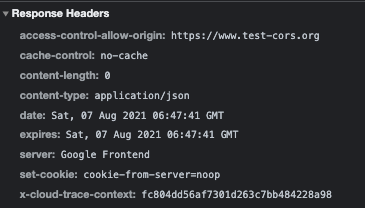 Response Headers
access-control-allow-origin: https://www.test-cors.org
cache-control: no-cache
content-length: 0
content-type: application/json
date: Sat, 07 Aug 2021 06:47:41 GMT
expires: Sat, 07 Aug 2021 06:47:41 GMT
server: Google Frontend
set-cookie: cookie-from-server=noop
x-cloud-trace-context: fc804dd56af7301d263c7bb484228a98